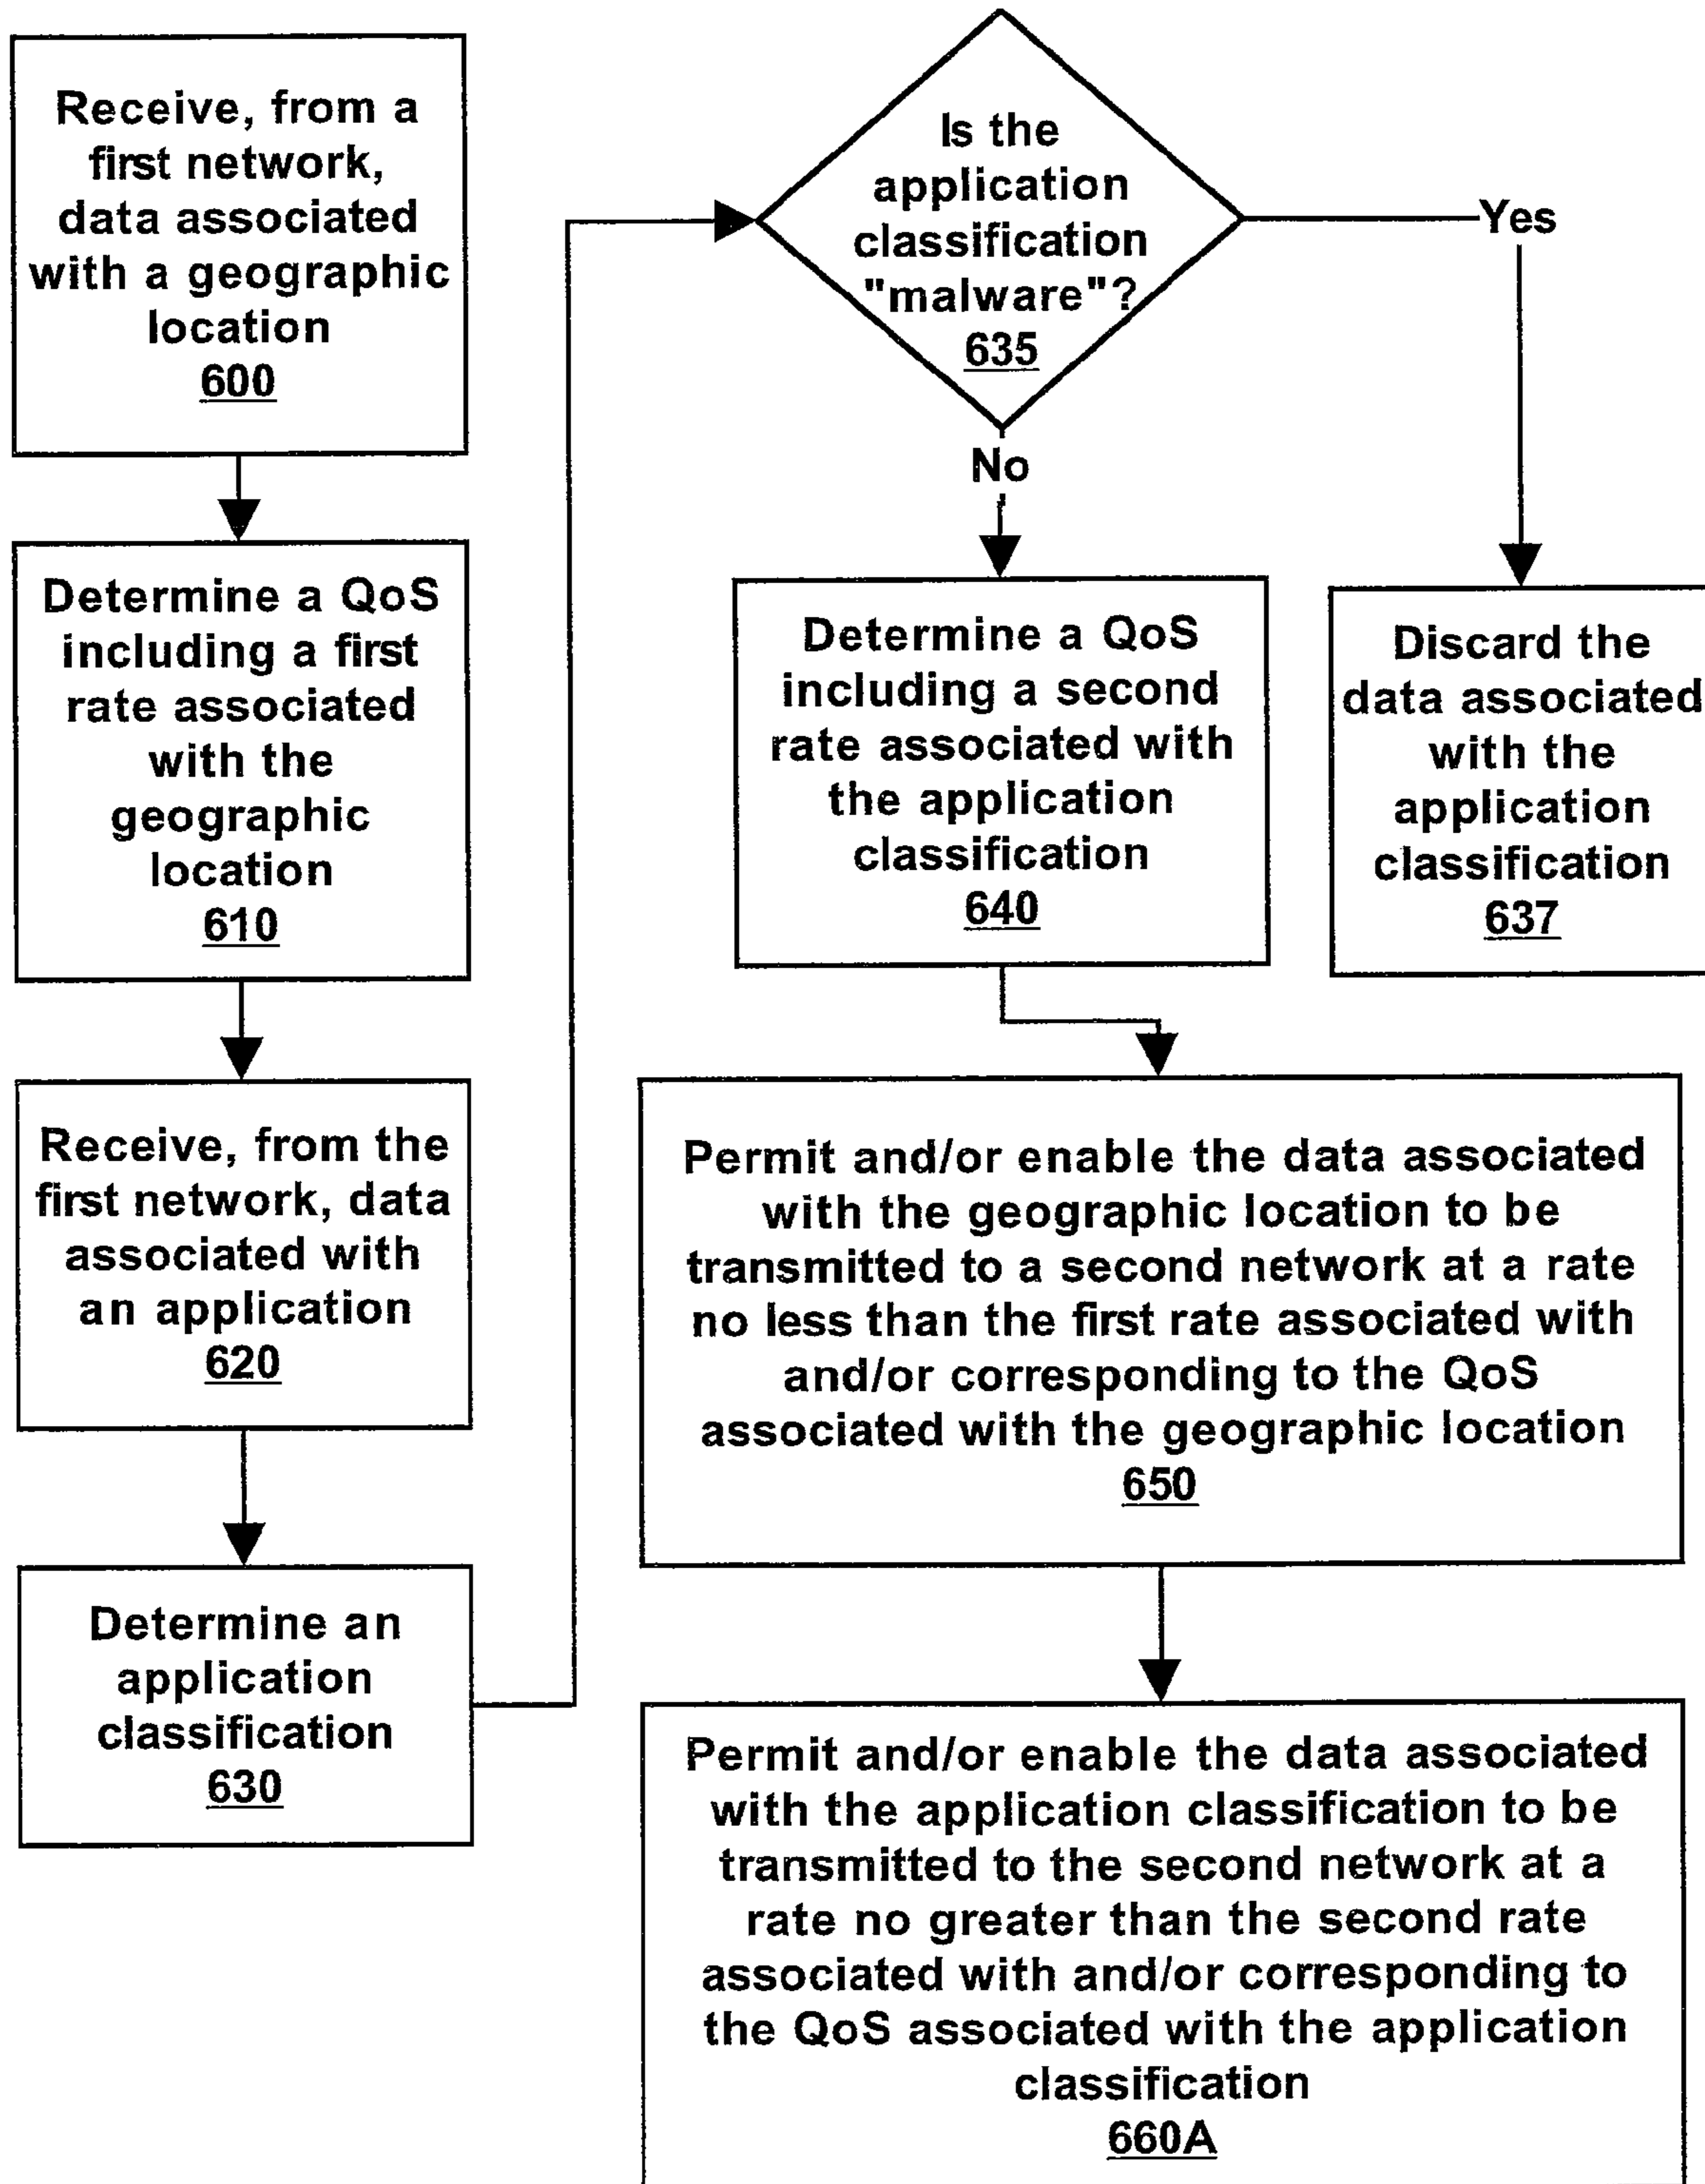 Receive, from a
first network,
data associated
with a geographic
location
600
Determine a QoS
including a first
rate associated
with the
geographic
location
610
Receive, from the
first network, data
associated with
an application
620
Determine an
application
classification
630
Is the
application
classification
"malware"?
635
Yes
No
Determine a QoS
including a second
rate associated with
the application
classification
640
Discard the
data associated
with the
application
classification
637
Permit and/or enable the data associated
with the geographic location to be
transmitted to a second network at a rate
no less than the first rate associated with
and/or corresponding to the QoS
associated with the geographic location
650
Permit and/or enable the data associated
with the application classification to be
transmitted to the second network at a
rate no greater than the second rate
associated with and/or corresponding to
the QoS associated with the application
classification
660A